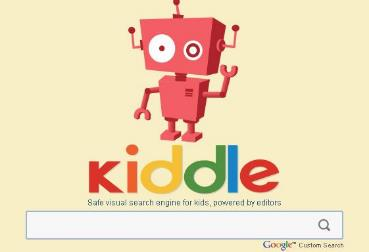 Kiddle
Safe visual search engine for kids, powered by editors
Google™ Custom Search